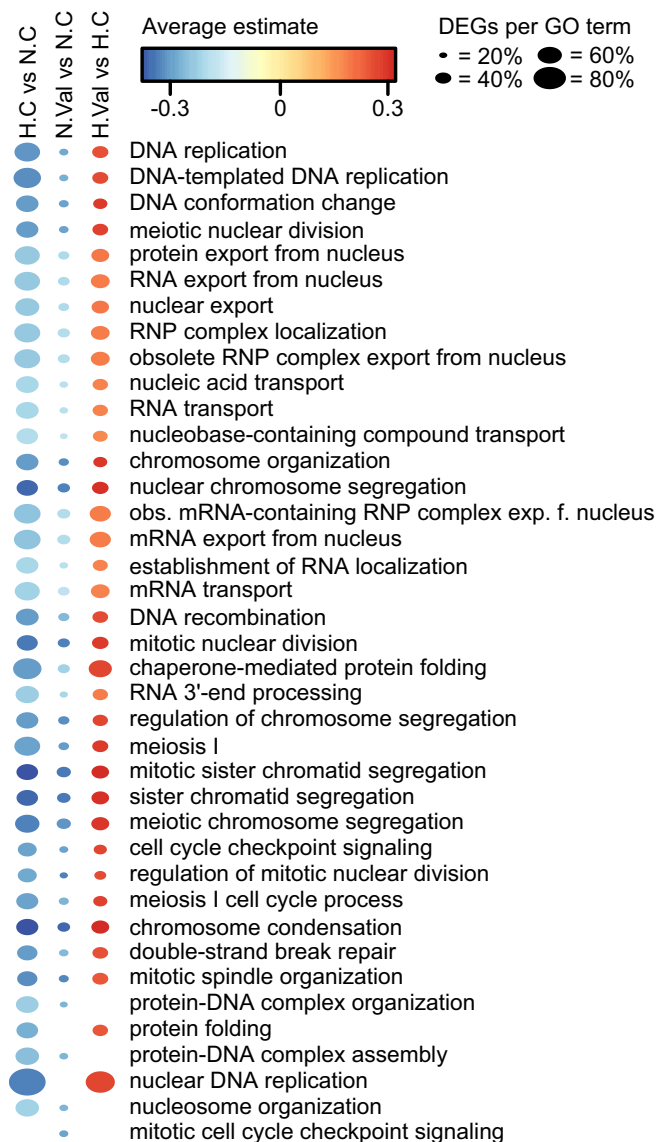 H.C vs N.C
N.Val vs N.C
H.Val vs H.C
Average estimate
-0.3 0 0.3
DEGs per GO term
= 20% = 60%
= 40% = 80%
DNA replication
DNA-templated DNA replication
DNA conformation change
meiotic nuclear division
protein export from nucleus
RNA export from nucleus
nuclear export
RNP complex localization
obsolete RNP complex export from nucleus
nucleic acid transport
RNA transport
nucleobase-containing compound transport
chromosome organization
nuclear chromosome segregation
obs. mRNA-containing RNP complex exp. f. nucleus
mRNA export from nucleus
establishment of RNA localization
mRNA transport
DNA recombination
mitotic nuclear division
chaperone-mediated protein folding
RNA 3'-end processing
regulation of chromosome segregation
meiosis I
mitotic sister chromatid segregation
sister chromatid segregation
meiotic chromosome segregation
cell cycle checkpoint signaling
regulation of mitotic nuclear division
meiosis I cell cycle process
chromosome condensation
double-strand break repair
mitotic spindle organization
protein-DNA complex organization
protein folding
protein-DNA complex assembly
nuclear DNA replication
nucleosome organization
mitotic cell cycle checkpoint signaling